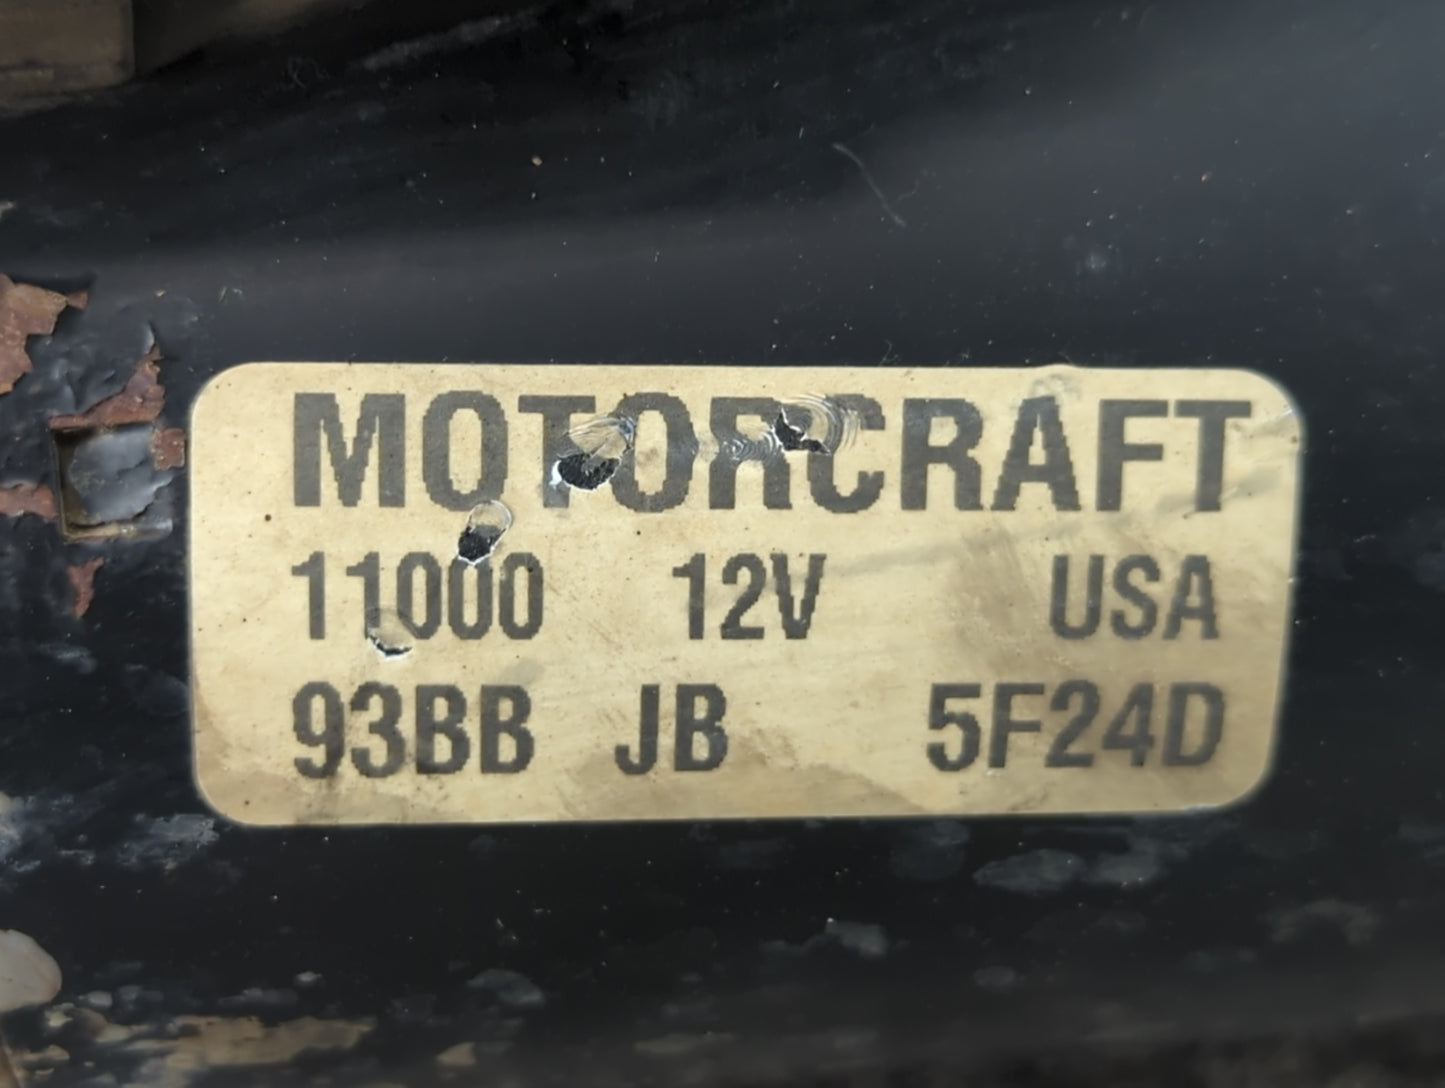 MOTORCRAFT
11000 12V USA
93BB JB 5F24D